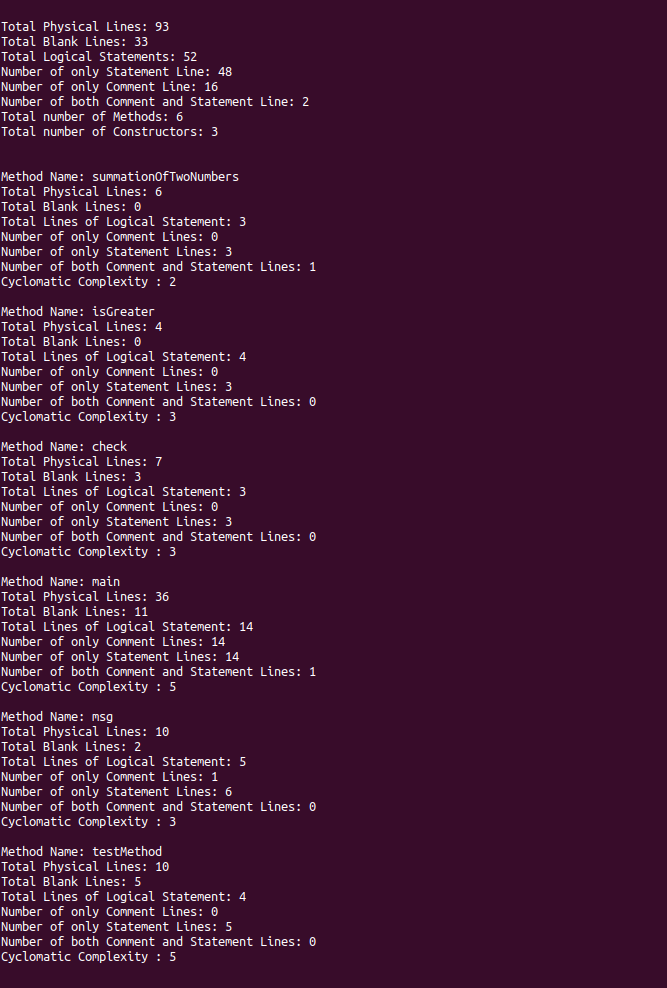 Total Physical Lines: 93
Total Blank Lines: 33
Total Logical Statements: 52
Number of only Statement Line: 48
Number of only Comment Line: 16
Number of both Comment and Statement Line: 2
Total number of Methods: 6
Total number of Constructors: 3
Method Name: summationOfTwoNumbers
Total Physical Lines: 6
Total Blank Lines: 0
Total Lines of Logical Statement: 3
Number of only Comment Lines: 0
Number of only Statement Lines: 3
Number of both Comment and Statement Lines: 1
Cyclomatic Complexity : 2
Method Name: isGreater
Total Physical Lines: 4
Total Blank Lines: 0
Total Lines of Logical Statement: 4
Number of only Comment Lines: 0
Number of only Statement Lines: 3
Number of both Comment and Statement Lines: 0
Cyclomatic Complexity : 3
Method Name: check
Total Physical Lines: 7
Total Blank Lines: 3
Total Lines of Logical Statement: 3
Number of only Comment Lines: 0
Number of only Statement Lines: 3
Number of both Comment and Statement Lines: 0
Cyclomatic Complexity : 3
Method Name: main
Total Physical Lines: 36
Total Blank Lines: 11
Total Lines of Logical Statement: 14
Number of only Comment Lines: 14
Number of only Statement Lines: 14
Number of both Comment and Statement Lines: 1
Cyclomatic Complexity : 5
Method Name: msg
Total Physical Lines: 10
Total Blank Lines: 2
Total Lines of Logical Statement: 5
Number of only Comment Lines: 1
Number of only Statement Lines: 6
Number of both Comment and Statement Lines: 0
Cyclomatic Complexity : 3
Method Name: testMethod
Total Physical Lines: 10
Total Blank Lines: 5
Total Lines of Logical Statement: 4
Number of only Comment Lines: 0
Number of only Statement Lines: 5
Number of both Comment and Statement Lines: 0
Cyclomatic Complexity : 5